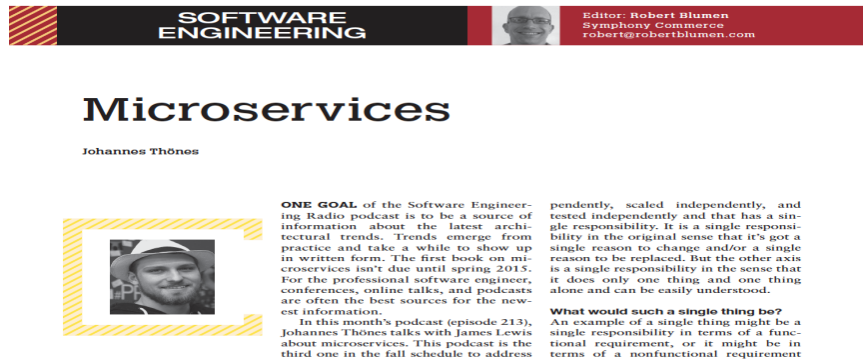 SOFTWARE
ENGINEERING
Editor: Robert Blumen
Symphony Commerce
robert@robertblumen.com
Microservices
Johannes Thönes
ONE GOAL of the Software Engineer-
ing Radio podcast is to be a source of
information about the latest archi-
tectural trends. Trends emerge from
practice and take a while to show up
in written form. The first book on mi-
croservices isn't due until spring 2015.
For the professional software engineer,
conferences, online talks, and podcasts
are often the best sources for the new-
est information.
In this month's podcast (episode 213),
Johannes Thönes talks with James Lewis
about microservices. This podcast is the
third one in the fall schedule to address
pendently, scaled independently, and
tested independently and that has a sin-
gle responsibility. It is a single responsi-
bility in the original sense that it's got a
single reason to change and/or a single
reason to be replaced. But the other axis
is a single responsibility in the sense that
it does only one thing and one thing
alone and can be easily understood.
What would such a single thing be?
An example of a single thing might be a
single responsibility in terms of a func-
tional requirement, or it might be in
terms of a nonfunctional requirement